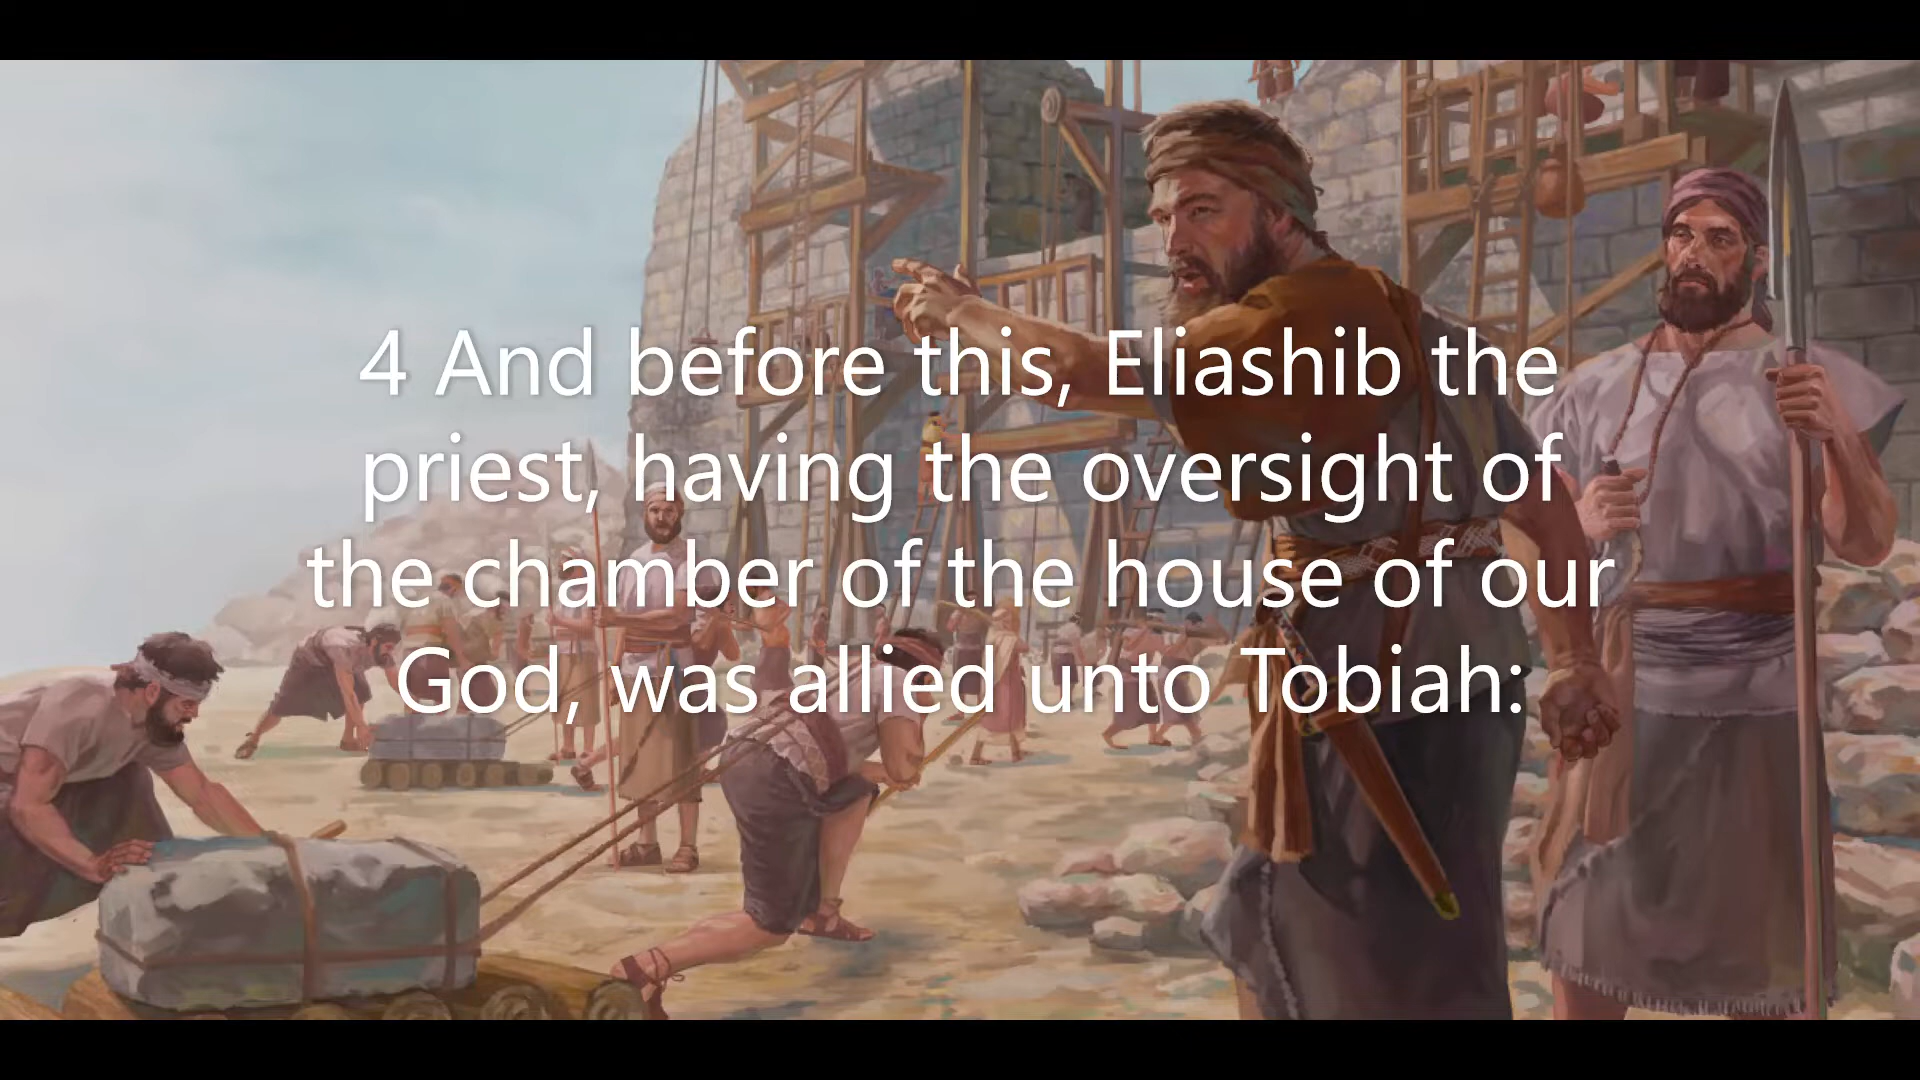 4 And before this, Eliashib the
priest, having the oversight of
the chamber of the house of our
God, was allied unto Tobiah: